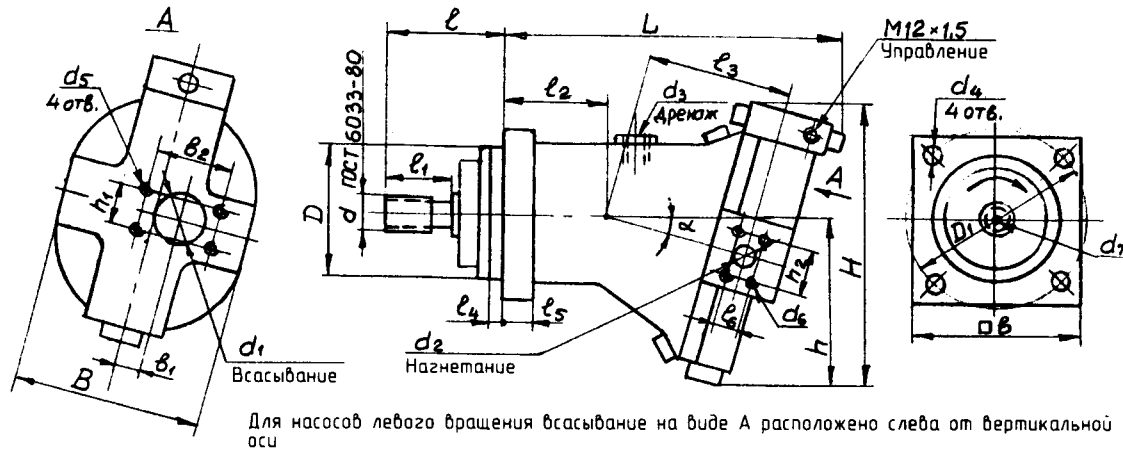 A
d5
4 отв.
в2
h1
d1
Всасывание
в1
B
ℓ
L
ГОСТ 6033-80
ℓ1
ℓ2
ℓ3
d3
Дренаж
M12×1,5
Управление
A
D
d
α
h2
H
h
ℓ4
ℓ5
ℓ6
d6
d2
Нагнетание
d4
4 отв.
D1
d7
□в
Для насосов левого вращения всасывание на виде А расположено слева от вертикальной
оси